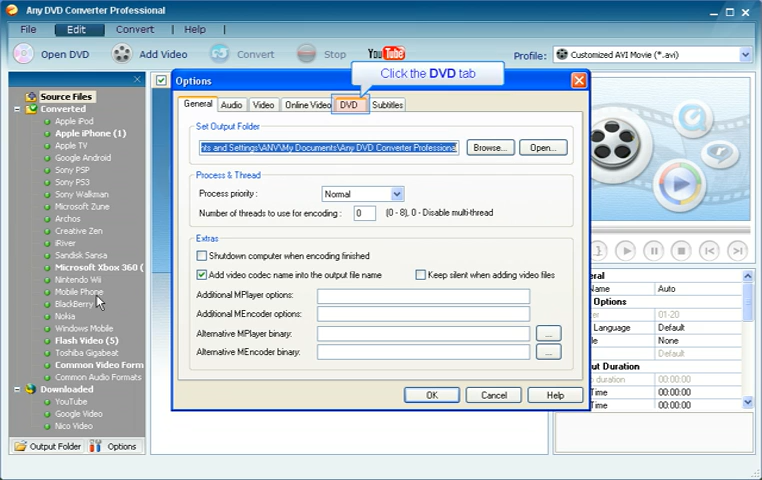 Any DVD Converter Professional
File Edit Convert Help
Open DVD Add Video Convert Stop YouTube Profile: Customized AVI Movie (*.avi)
Click the DVD tab
Source Files
Converted
Apple iPod
Apple iPhone (1)
Apple TV
Google Android
Sony PSP
Sony PS3
Sony Walkman
Microsoft Zune
Archos
Creative Zen
iRiver
Sandisk Sansa
Microsoft Xbox 360 (
Nintendo Wii
Mobile Phone
BlackBerry
Nokia
Windows Mobile
Flash Video (5)
Toshiba Gigabeat
Common Video Form
Common Audio Formats
Downloaded
YouTube
Google Video
Nico Video
Output Folder Options
Options
General Audio Video Online Video DVD Subtitles
Set Output Folder
nts and Settings\ANV\My Documents\Any DVD Converter Professional
Browse... Open...
Process & Thread
Process priority : Normal
Number of threads to use for encoding : 0 (0 - 8), 0 - Disable multi-thread
Extras
Shutdown computer when encoding finished
Add video codec name into the output file name Keep silent when adding video files
Additional MPlayer options:
Additional MEncoder options:
Alternative MPlayer binary: ...
Alternative MEncoder binary: ...
OK Cancel Help
eral
Name Auto
Options
ter 01-20
Language Default
le None
Default
ut Duration
o duration 00:00:00
Time 00:00:00
Time 00:00:00